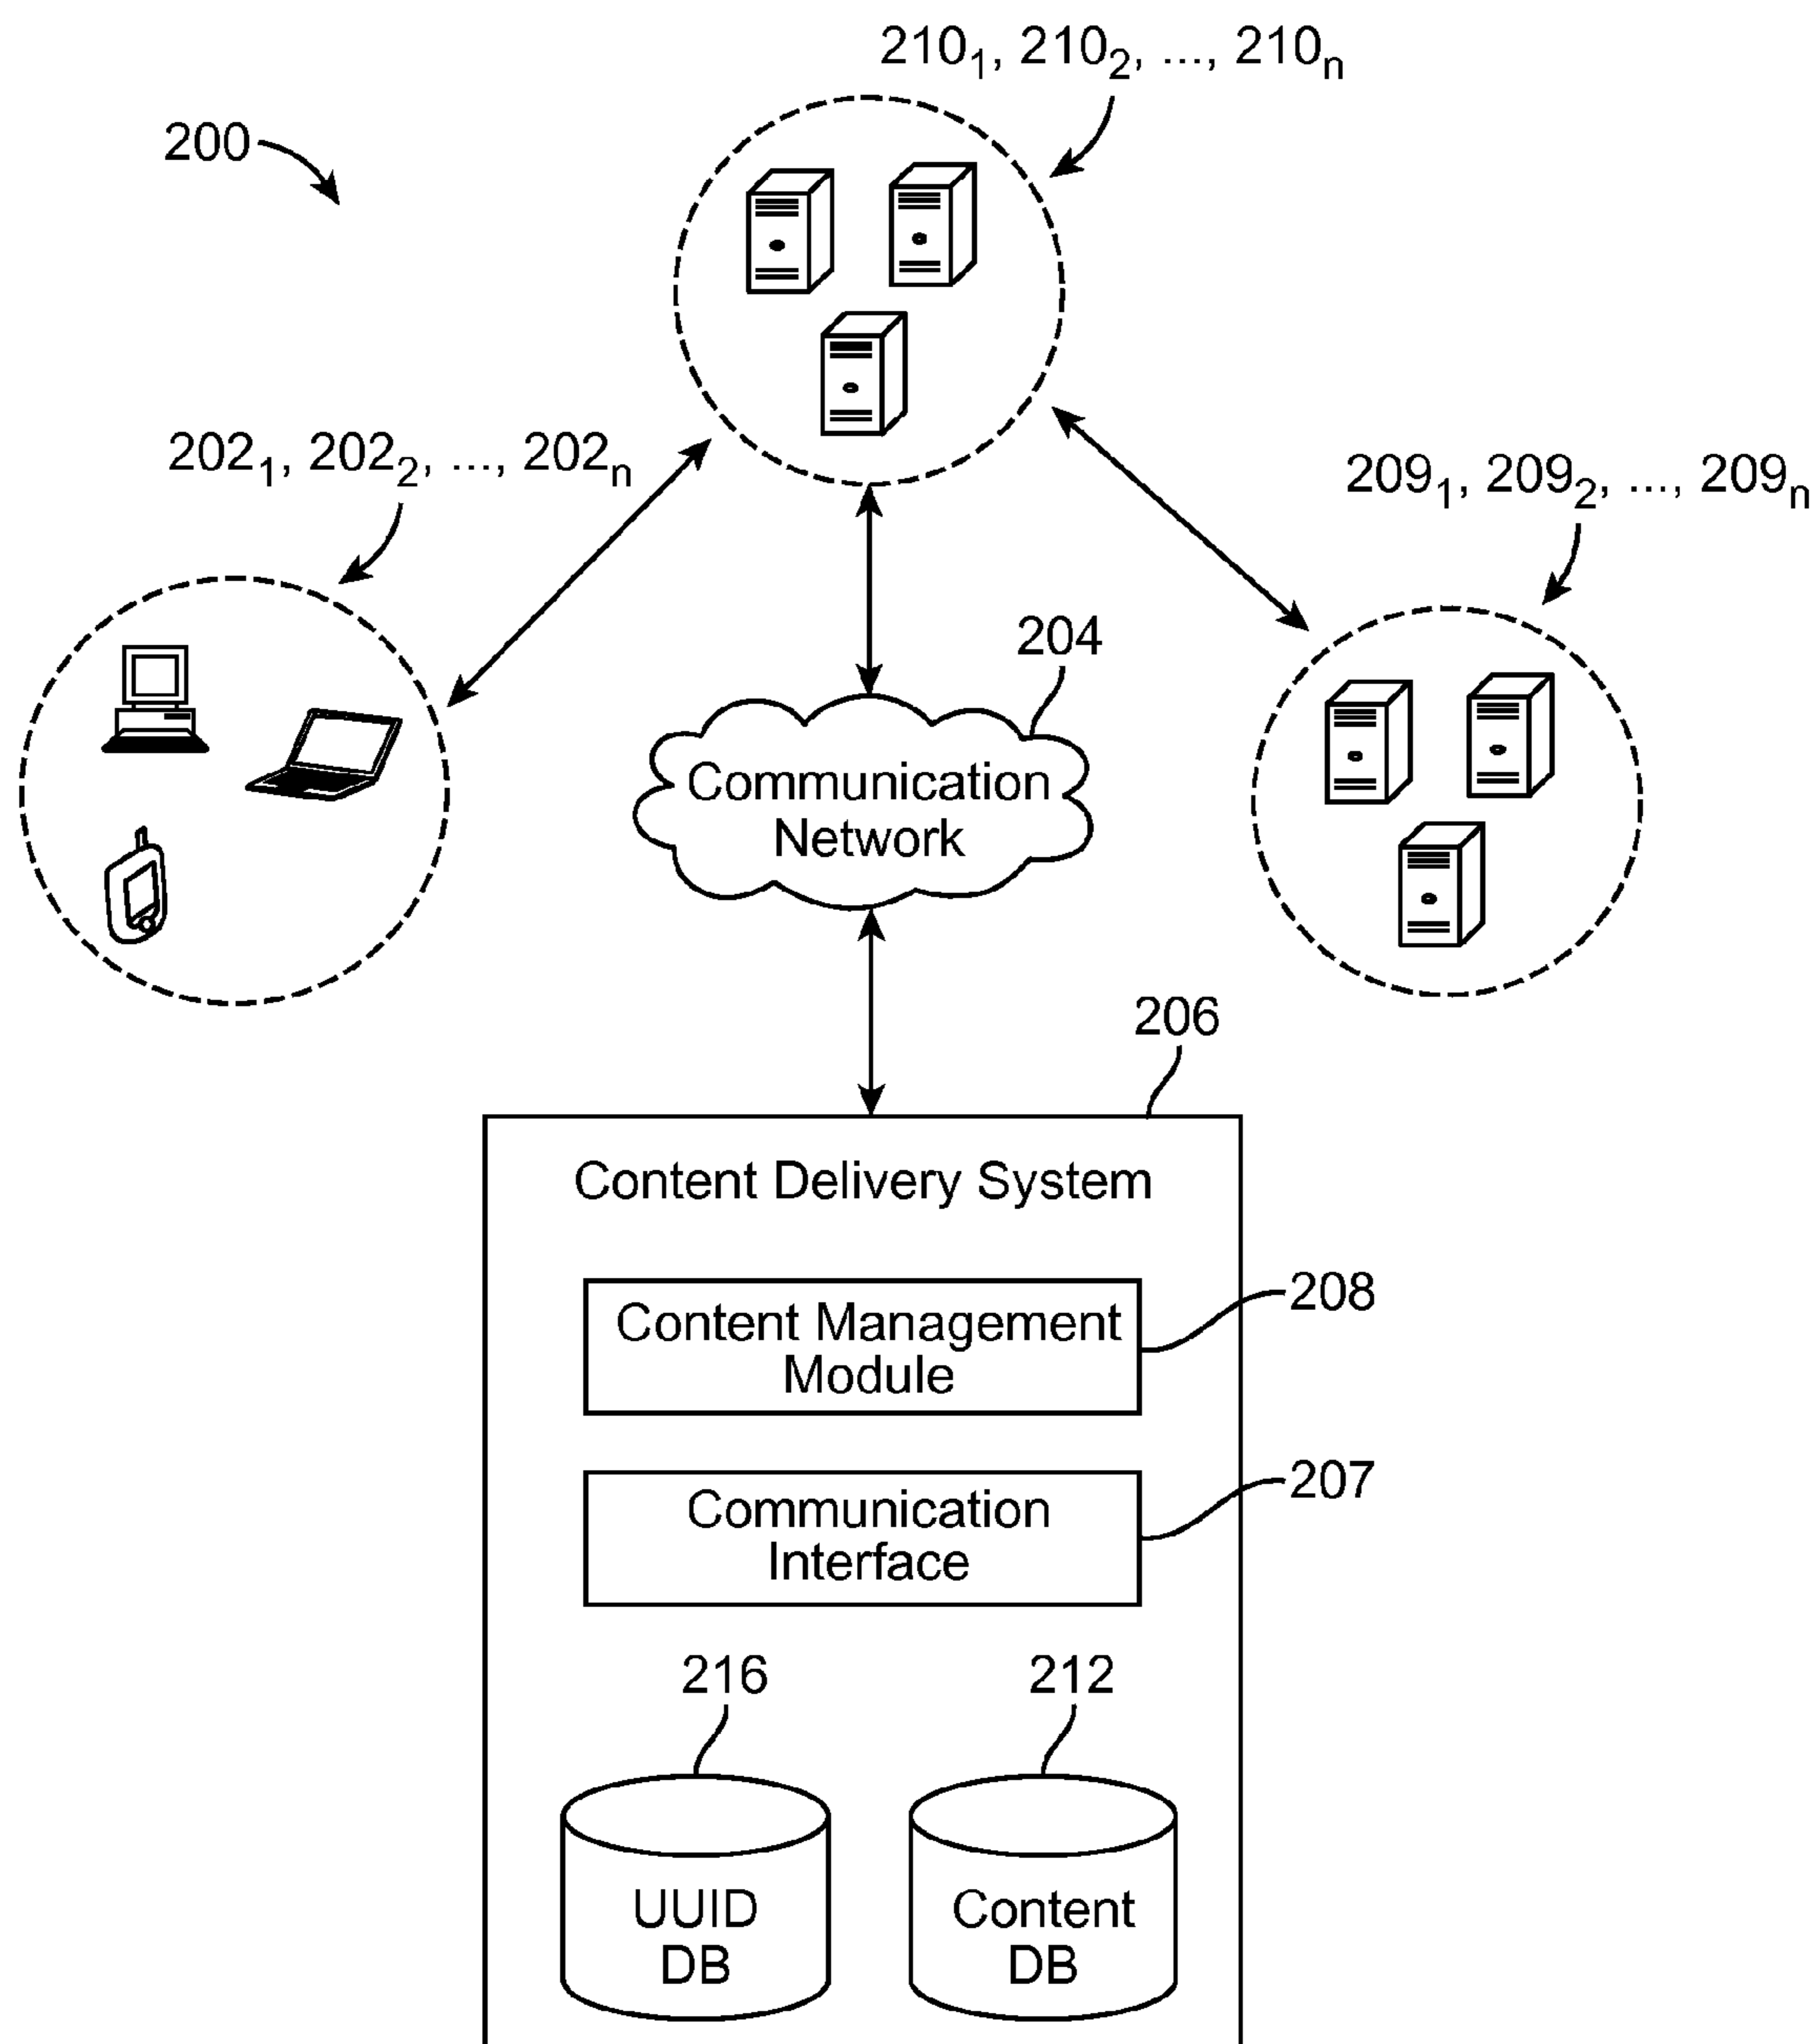 210₁, 210₂, ..., 210ₙ
200
202₁, 202₂, ..., 202ₙ
209₁, 209₂, ..., 209ₙ
204
Communication
Network
206
Content Delivery System
208
Content Management
Module
207
Communication
Interface
216
212
UUID
DB
Content
DB